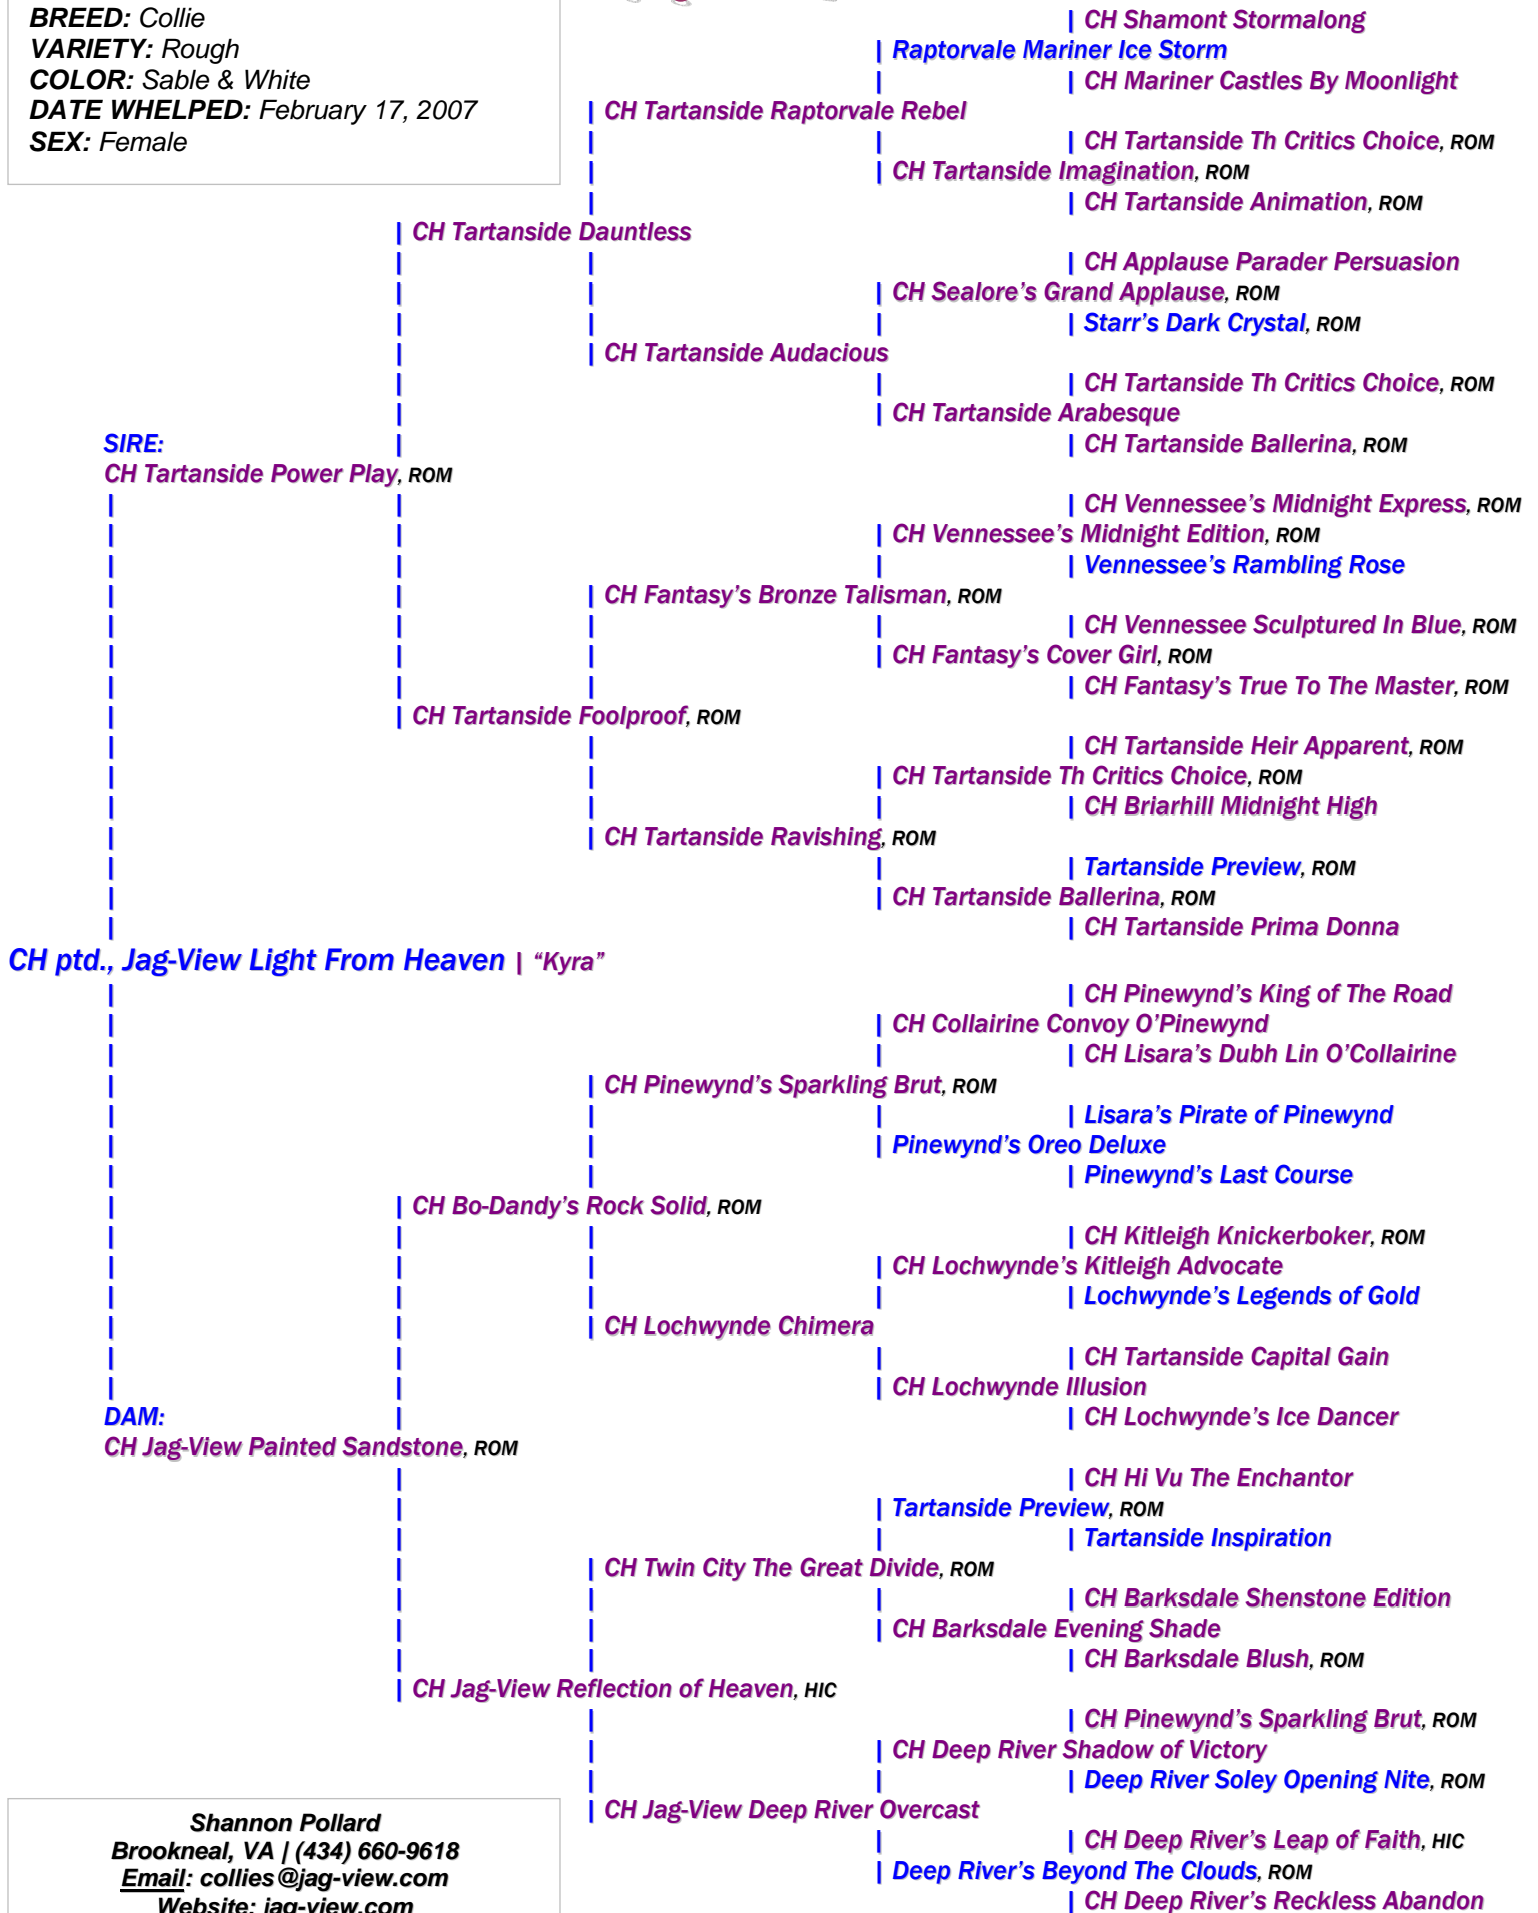 BREED: Collie
VARIETY: Rough
COLOR: Sable & White
DATE WHELPED: February 17, 2007
SEX: Female
| CH Shamont Stormalong
| Raptorvale Mariner Ice Storm
| CH Mariner Castles By Moonlight
| CH Tartanside Raptorvale Rebel
| CH Tartanside Th Critics Choice, ROM
| CH Tartanside Imagination, ROM
| CH Tartanside Animation, ROM
| CH Tartanside Dauntless
| CH Applause Parader Persuasion
| CH Sealore's Grand Applause, ROM
| Starr's Dark Crystal, ROM
| CH Tartanside Audacious
| CH Tartanside Th Critics Choice, ROM
| CH Tartanside Arabesque
| CH Tartanside Ballerina, ROM
SIRE:
CH Tartanside Power Play, ROM
| CH Vennessee's Midnight Express, ROM
| CH Vennessee's Midnight Edition, ROM
| Vennessee's Rambling Rose
| CH Fantasy's Bronze Talisman, ROM
| CH Vennessee Sculptured In Blue, ROM
| CH Fantasy's Cover Girl, ROM
| CH Fantasy's True To The Master, ROM
| CH Tartanside Foolproof, ROM
| CH Tartanside Heir Apparent, ROM
| CH Tartanside Th Critics Choice, ROM
| CH Briarhill Midnight High
| CH Tartanside Ravishing, ROM
| Tartanside Preview, ROM
| CH Tartanside Ballerina, ROM
| CH Tartanside Prima Donna
CH ptd., Jag-View Light From Heaven | "Kyra"
| CH Pinewynd's King of The Road
| CH Collairine Convoy O'Pinewynd
| CH Lisara's Dubh Lin O'Collairine
| CH Pinewynd's Sparkling Brut, ROM
| Lisara's Pirate of Pinewynd
| Pinewynd's Oreo Deluxe
| Pinewynd's Last Course
| CH Bo-Dandy's Rock Solid, ROM
| CH Kitleigh Knickerboker, ROM
| CH Lochwynde's Kitleigh Advocate
| Lochwynde's Legends of Gold
| CH Lochwynde Chimera
| CH Tartanside Capital Gain
| CH Lochwynde Illusion
| CH Lochwynde's Ice Dancer
DAM:
CH Jag-View Painted Sandstone, ROM
| CH Hi Vu The Enchantor
| Tartanside Preview, ROM
| Tartanside Inspiration
| CH Twin City The Great Divide, ROM
| CH Barksdale Shenstone Edition
| CH Barksdale Evening Shade
| CH Barksdale Blush, ROM
| CH Jag-View Reflection of Heaven, HIC
| CH Pinewynd's Sparkling Brut, ROM
| CH Deep River Shadow of Victory
| Deep River Soley Opening Nite, ROM
| CH Jag-View Deep River Overcast
| CH Deep River's Leap of Faith, HIC
| Deep River's Beyond The Clouds, ROM
| CH Deep River's Reckless Abandon
Shannon Pollard
Brookneal, VA | (434) 660-9618
Email: collies@jag-view.com
Website: jag-view.com